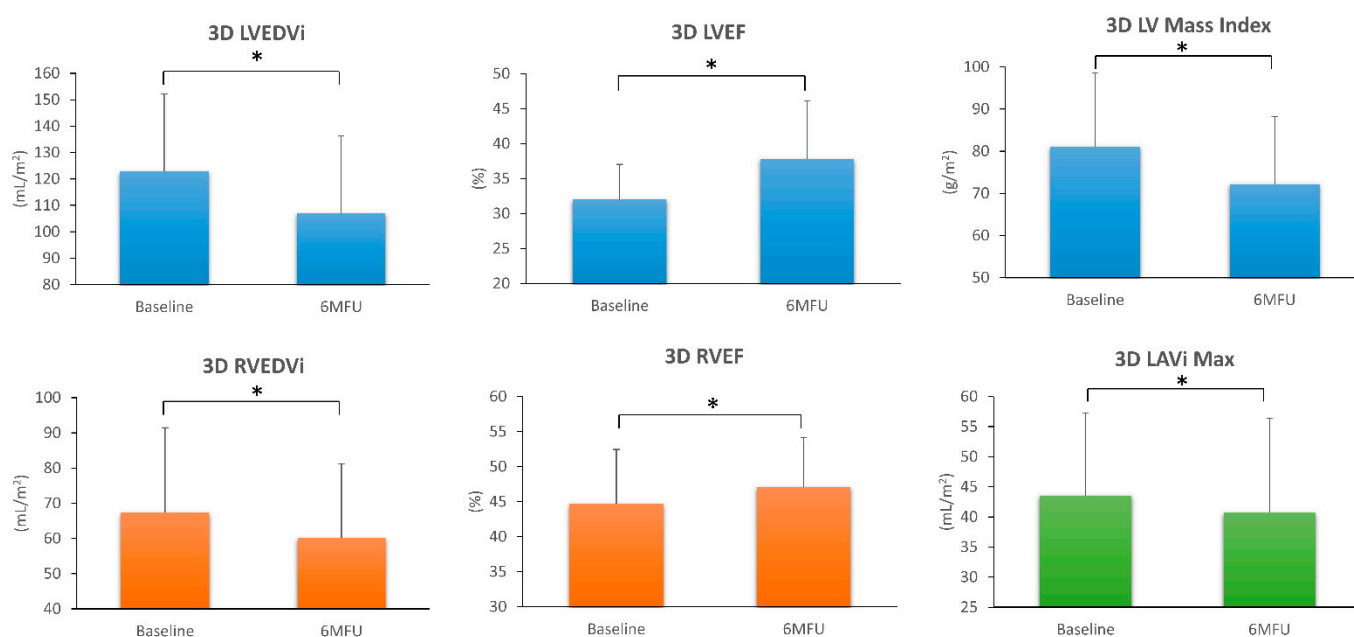 3D LVEDVi
*
160
150
140
130
120
110
100
90
80
(mL/m²)
Baseline
6MFU
3D LVEF
*
50
45
40
35
30
25
20
(%)
Baseline
6MFU
3D LV Mass Index
*
100
90
80
70
60
50
(g/m²)
Baseline
6MFU
3D RVEDVi
*
100
90
80
70
60
50
40
(mL/m²)
Baseline
6MFU
3D RVEF
*
60
55
50
45
40
35
30
(%)
Baseline
6MFU
3D LAVi Max
*
60
55
50
45
40
35
30
25
(mL/m²)
Baseline
6MFU